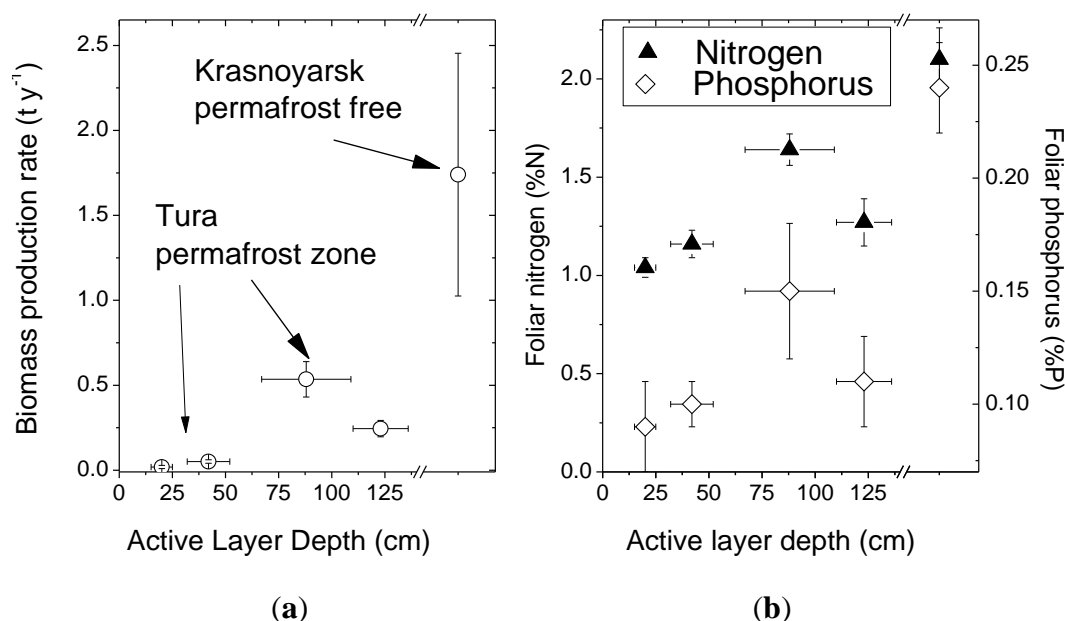 2.5
2.0
1.5
1.0
0.5
0.0
Biomass production rate (t y⁻¹)
Krasnoyarsk
permafrost free
Tura
permafrost zone
0 25 50 75 100 125
Active Layer Depth (cm)
(a)
2.0
1.5
1.0
0.5
0.0
Foliar nitrogen (%N)
Nitrogen
Phosphorus
0.25
0.20
0.15
0.10
Foliar phosphorus (%P)
0 25 50 75 100 125
Active layer depth (cm)
(b)